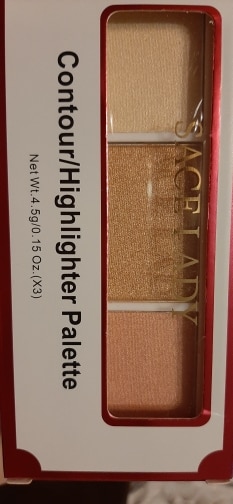 SACE LADY
Contour/Highlighter Palette
Net Wt.4.5g/0.15 Oz.(X3)